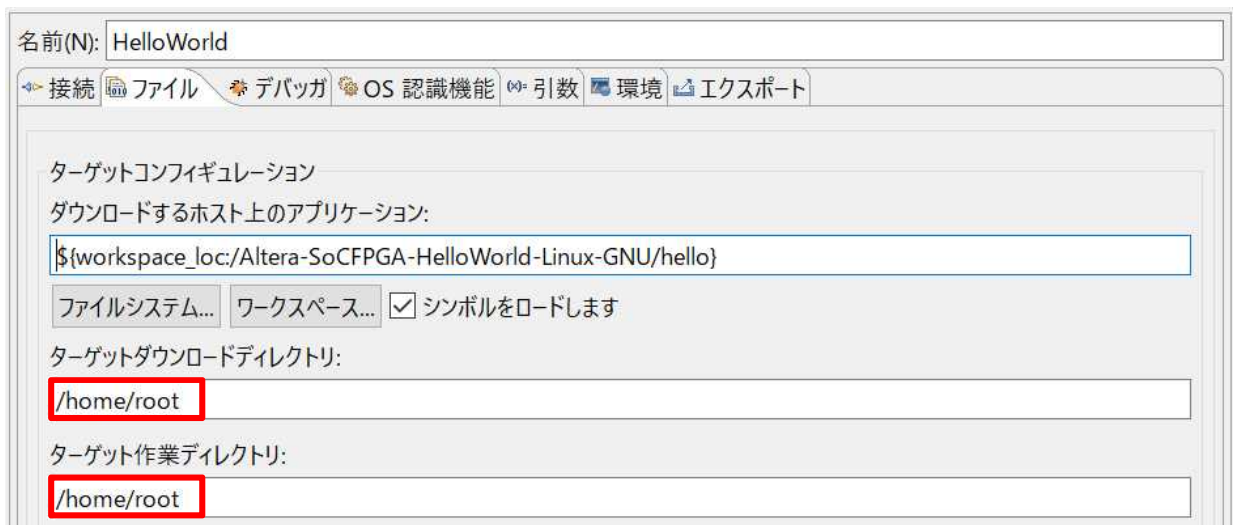 名前(N): HelloWorld
接続 ファイル デバッガ OS 認識機能 (x)= 引数 環境 エクスポート
ターゲットコンフィギュレーション
ダウンロードするホスト上のアプリケーション:
${workspace_loc:/Altera-SoCFPGA-HelloWorld-Linux-GNU/hello}
ファイルシステム... ワークスペース... シンボルをロードします
ターゲットダウンロードディレクトリ:
/home/root
ターゲット作業ディレクトリ:
/home/root